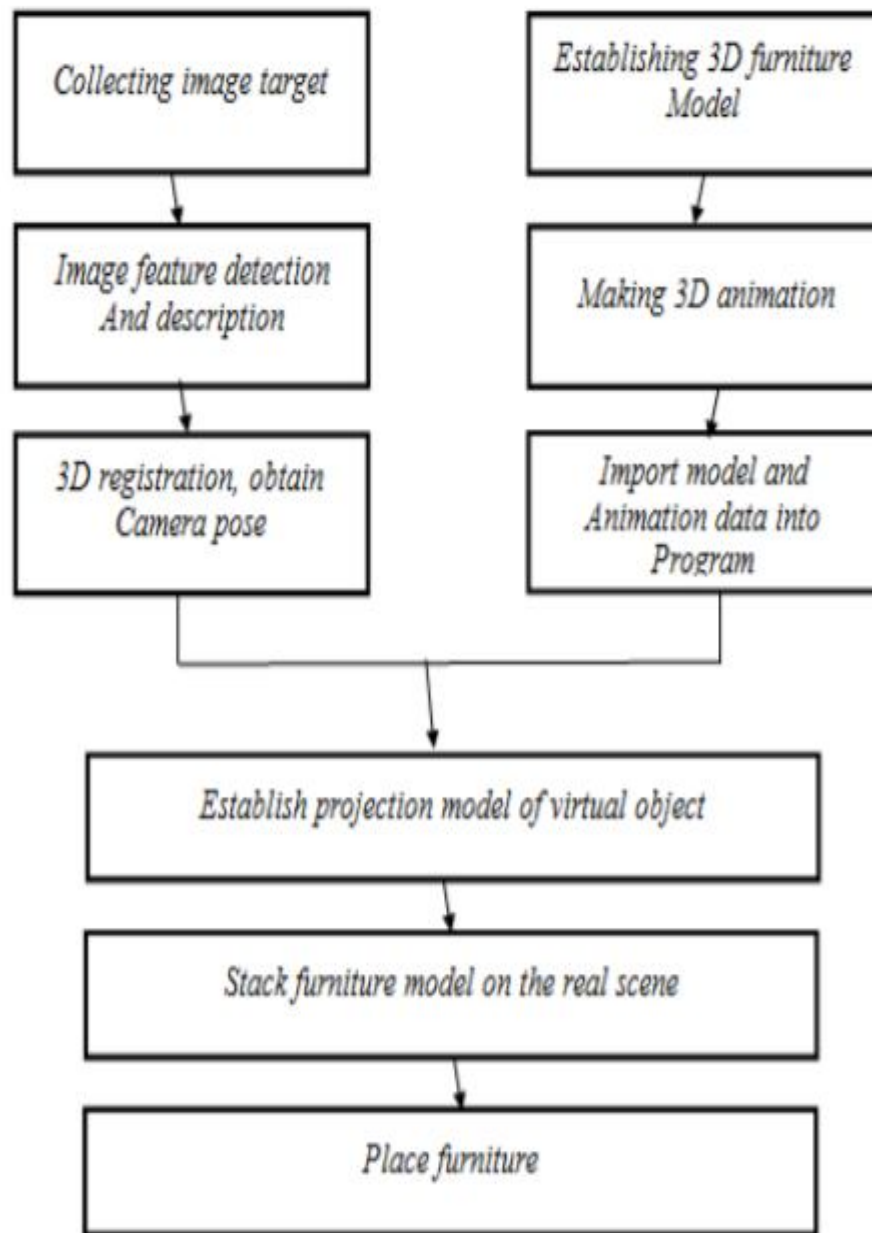 Collecting image target
Establishing 3D furniture
Model
Image feature detection
And description
Making 3D animation
3D registration, obtain
Camera pose
Import model and
Animation data into
Program
Establish projection model of virtual object
Stack furniture model on the real scene
Place furniture